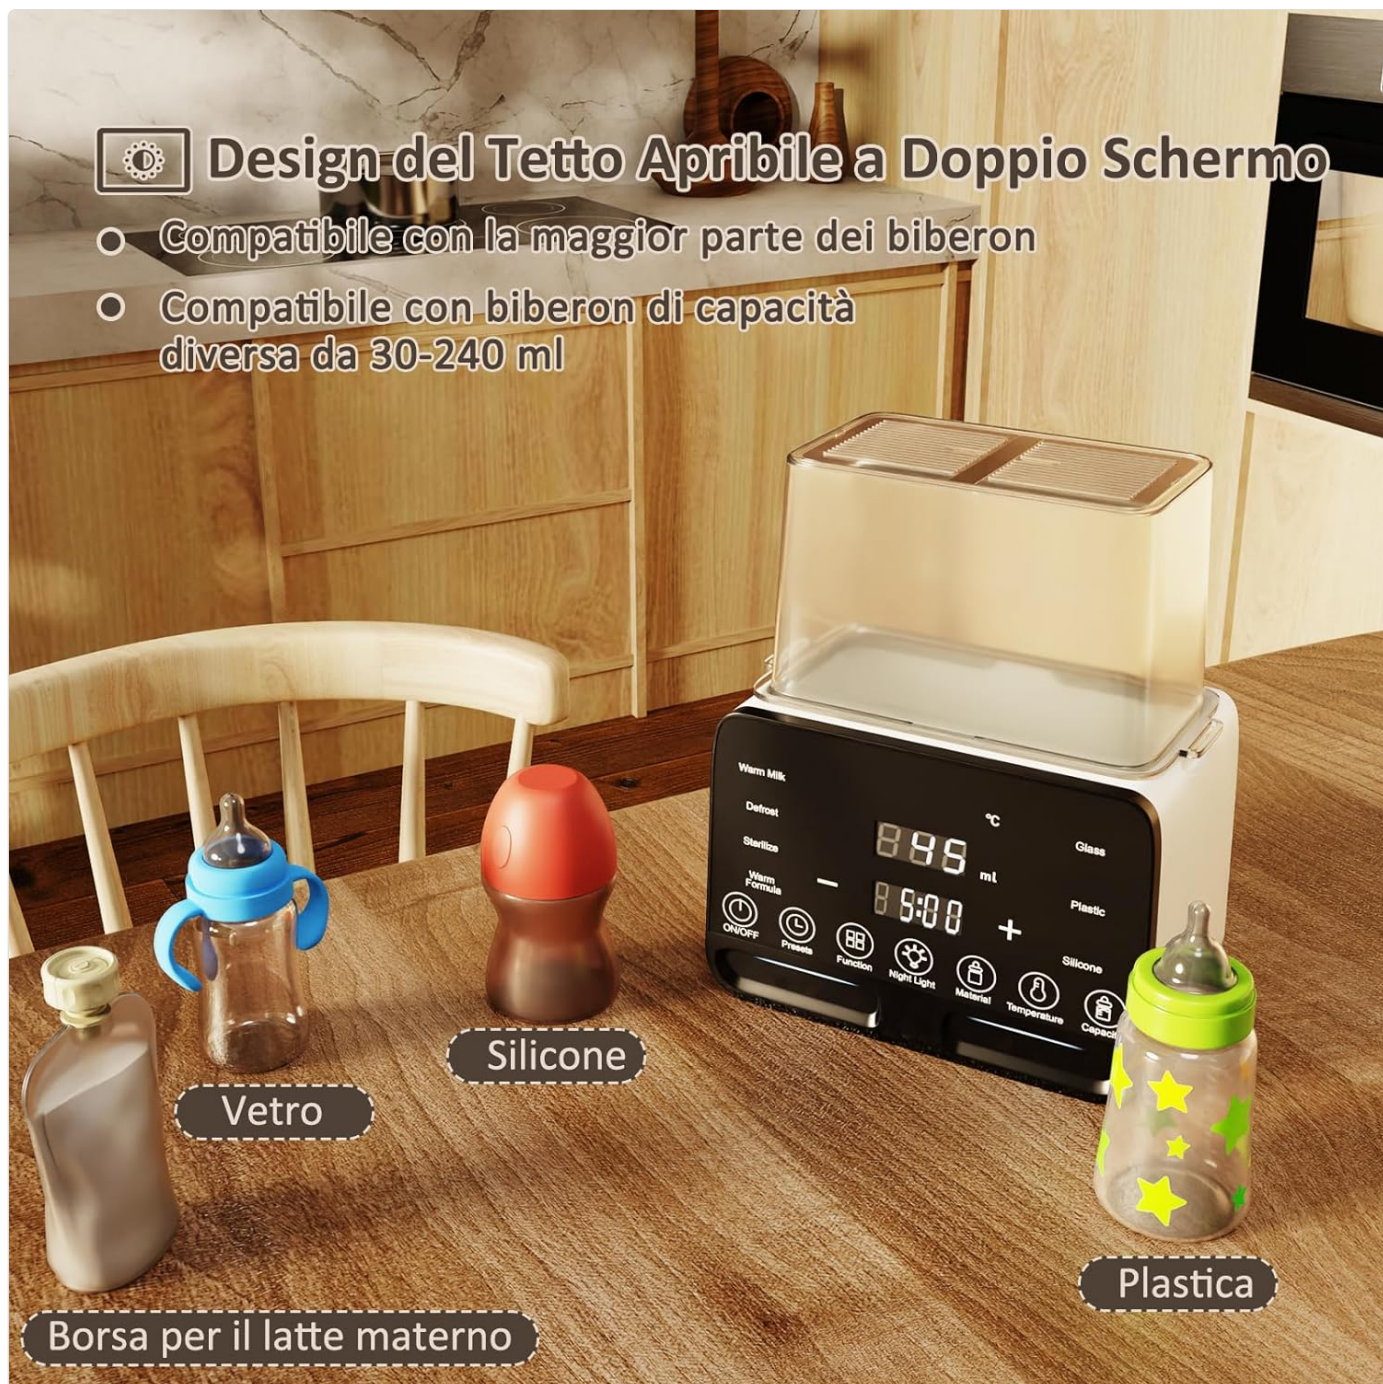 Design del Tetto Apribile a Doppio Schermo
Compatibile con la maggior parte dei biberon
Compatibile con biberon di capacità
diversa da 30-240 ml
Warm Milk
Defrost
Sterilize
Warm
Formula
°C
45
ml
5:00
Glass
Plastic
Silicone
ON/OFF
Presets
Function
Night Light
Material
Temperature
Silicone
Vetro
Plastica
Borsa per il latte materno